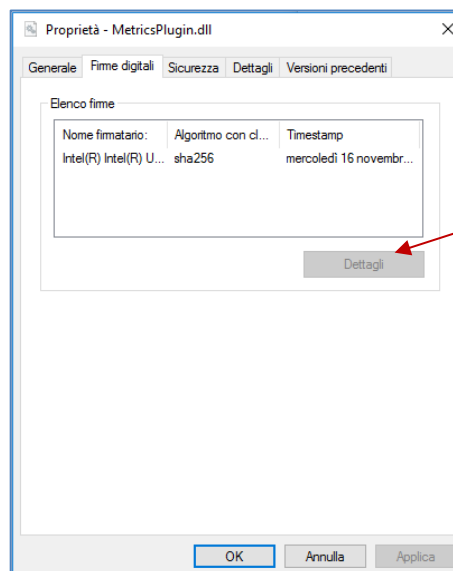 Proprietà - MetricsPlugin.dll
Generale Firme digitali Sicurezza Dettagli Versioni precedenti
Elenco firme
Nome firmatario: Algoritmo con cl... Timestamp
Intel(R) Intel(R) U... sha256 mercoledì 16 novembr...
Dettagli
OK Annulla Applica